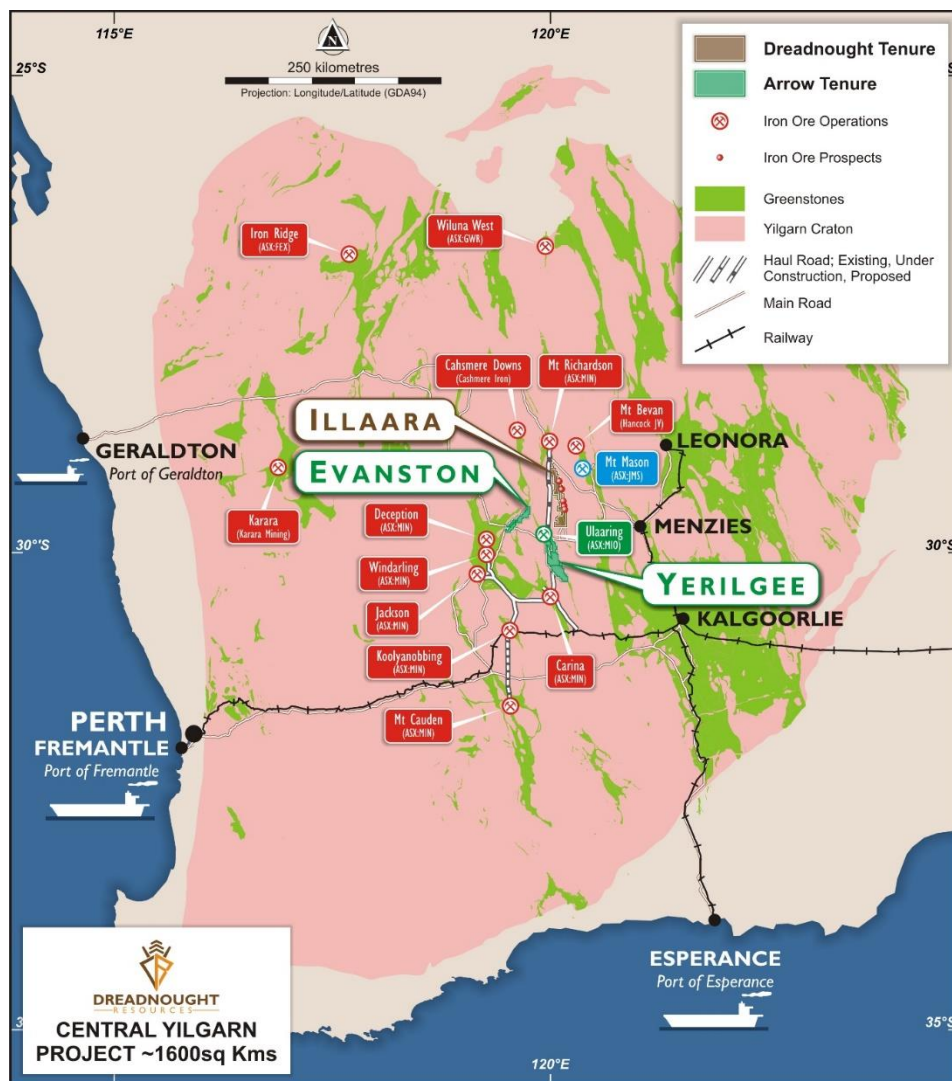 115°E
120°E
25°S
N
250 kilometres
Projection: Longitude/Latitude (GDA94)
Dreadnought Tenure
Arrow Tenure
Iron Ore Operations
Iron Ore Prospects
Greenstones
Yilgarn Craton
Haul Road; Existing, Under
Construction, Proposed
Main Road
Railway
Iron Ridge
(ASX:FEX)
Wiluna West
(ASX:GWR)
Cahsmere Downs
(Cashmere Iron)
Mt Richardson
(ASX:MIN)
Mt Bevan
(Hancock JV)
ILLAARA
LEONORA
GERALDTON
Port of Geraldton
EVANSTON
Mt Mason
(ASX:JMS)
Karara
(Karara Mining)
Deception
(ASX:MIN)
MENZIES
30°S
Ulaaring
(ASX:MIO)
30°S
Windarling
(ASX:MIN)
YERILGEE
Jackson
(ASX:MIN)
KALGOORLIE
Koolyanobbing
(ASX:MIN)
Carina
(ASX:MIN)
Mt Cauden
(ASX:MIN)
PERTH
FREMANTLE
Port of Fremantle
ESPERANCE
Port of Esperance
DREADNOUGHT
RESOURCES
CENTRAL YILGARN
PROJECT ~1600sq Kms
35°S
120°E